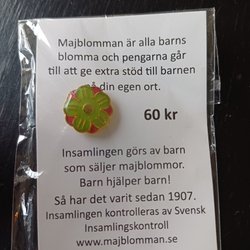 Majblomman är alla barns
blomma och pengarna går
till att ge extra stöd till barnen
på din egen ort.
60 kr
Insamlingen görs av barn
som säljer majblommor.
Barn hjälper barn!
Så har det varit sedan 1907.
Insamlingen kontrolleras av Svensk
Insamlingskontroll
www.majblomman.se